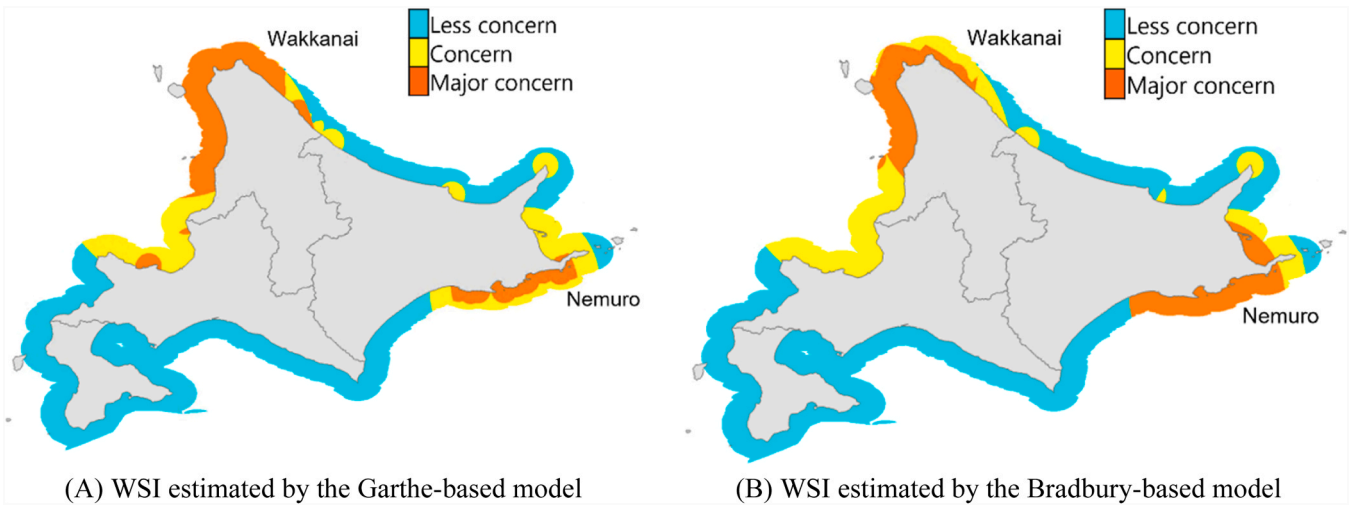 Wakkanai
Less concern
Concern
Major concern
Nemuro
(A) WSI estimated by the Garthe-based model
Wakkanai
Less concern
Concern
Major concern
Nemuro
(B) WSI estimated by the Bradbury-based model